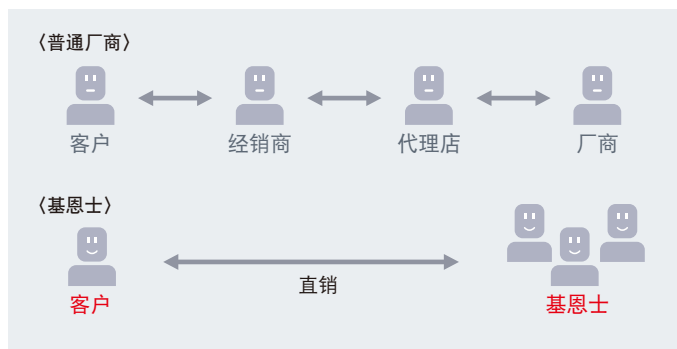 〈普通厂商〉
客户 经销商 代理店 厂商
〈基恩士〉
直销
客户 基恩士